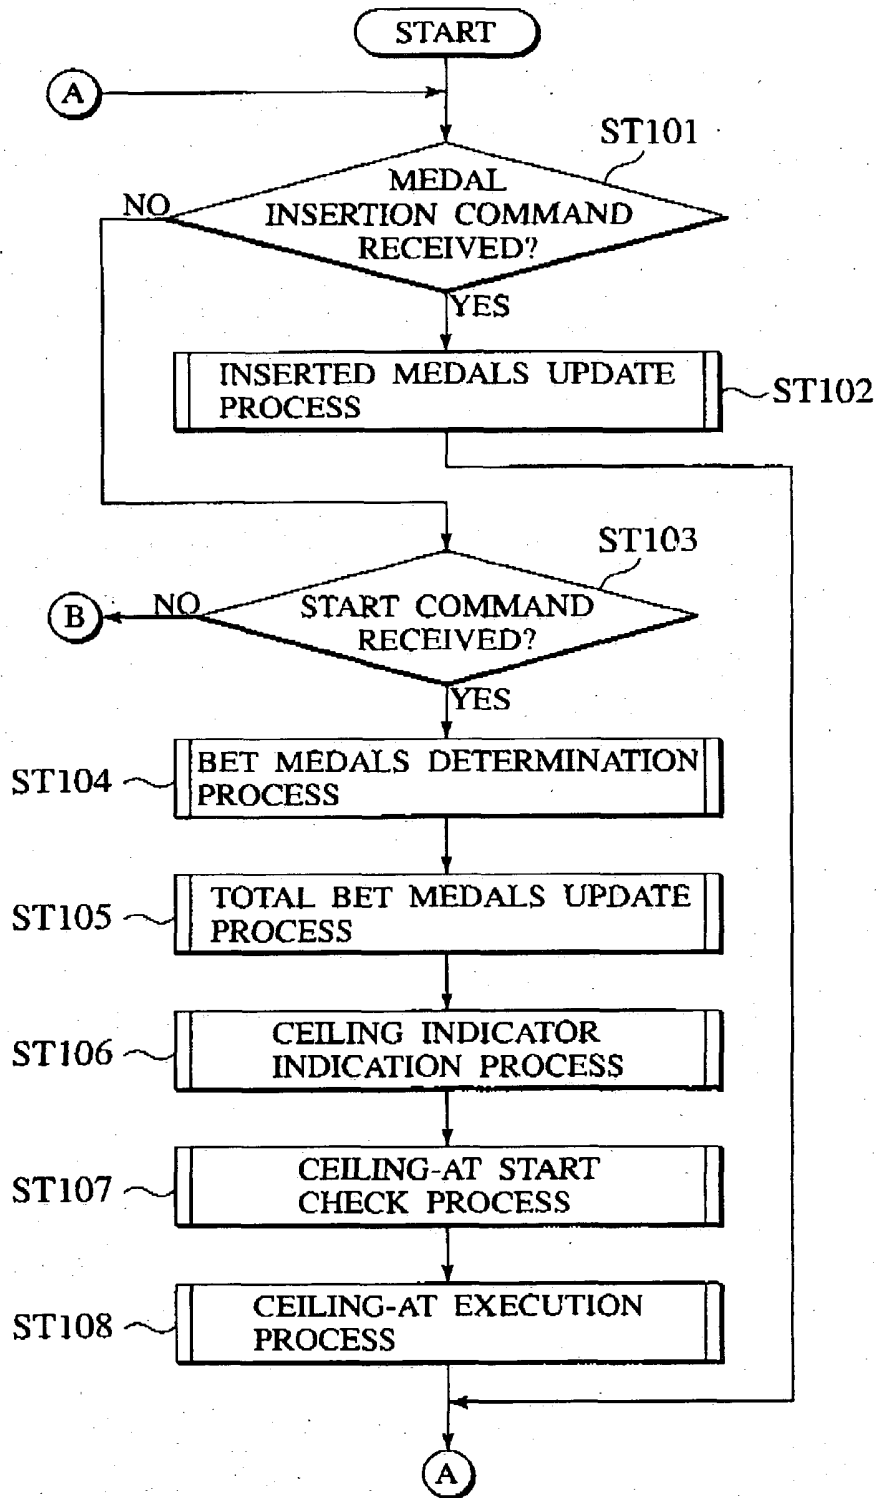 START
A
ST101
MEDAL
INSERTION COMMAND
RECEIVED?
NO
YES
INSERTED MEDALS UPDATE
PROCESS
ST102
ST103
START COMMAND
RECEIVED?
B
NO
YES
ST104
BET MEDALS DETERMINATION
PROCESS
ST105
TOTAL BET MEDALS UPDATE
PROCESS
ST106
CEILING INDICATOR
INDICATION PROCESS
ST107
CEILING-AT START
CHECK PROCESS
ST108
CEILING-AT EXECUTION
PROCESS
A